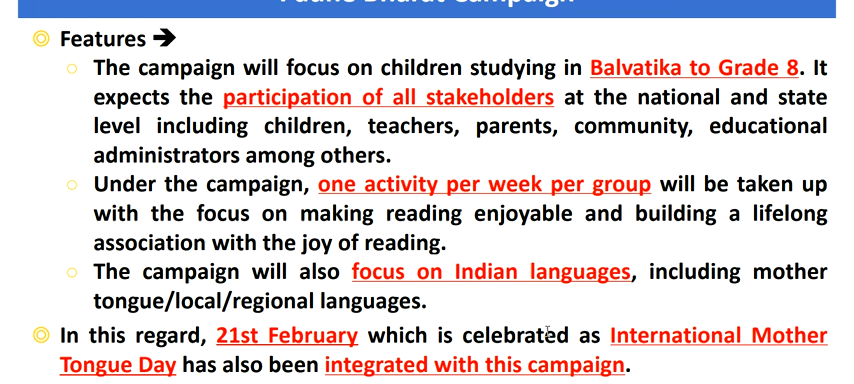 Padhe Bharat Campaign
Features ➔
The campaign will focus on children studying in Balvatika to Grade 8. It
expects the participation of all stakeholders at the national and state
level including children, teachers, parents, community, educational
administrators among others.
Under the campaign, one activity per week per group will be taken up
with the focus on making reading enjoyable and building a lifelong
association with the joy of reading.
The campaign will also focus on Indian languages, including mother
tongue/local/regional languages.
In this regard, 21st February which is celebrated as International Mother
Tongue Day has also been integrated with this campaign.